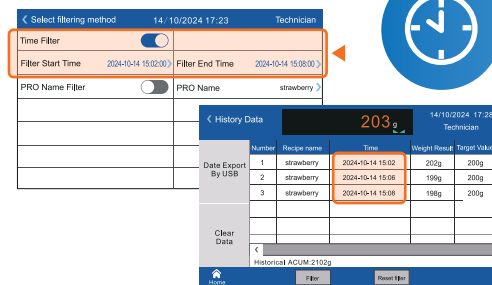 Select filtering method 14/10/2024 17:23 Technician
Time Filter
Filter Start Time 2024-10-14 15:02:00 Filter End Time 2024-10-14 15:08:00
PRO Name Filter PRO Name strawberry
History Data 203g 14/10/2024 17:28
Technician
Number Recipe name Time Weight Result Target Value
Date Export By USB
1 strawberry 2024-10-14 15:02 202g 200g
2 strawberry 2024-10-14 15:06 199g 200g
3 strawberry 2024-10-14 15:08 198g 200g
Clear Data
Historical ACUM:2102g
Home Filter Reset filter